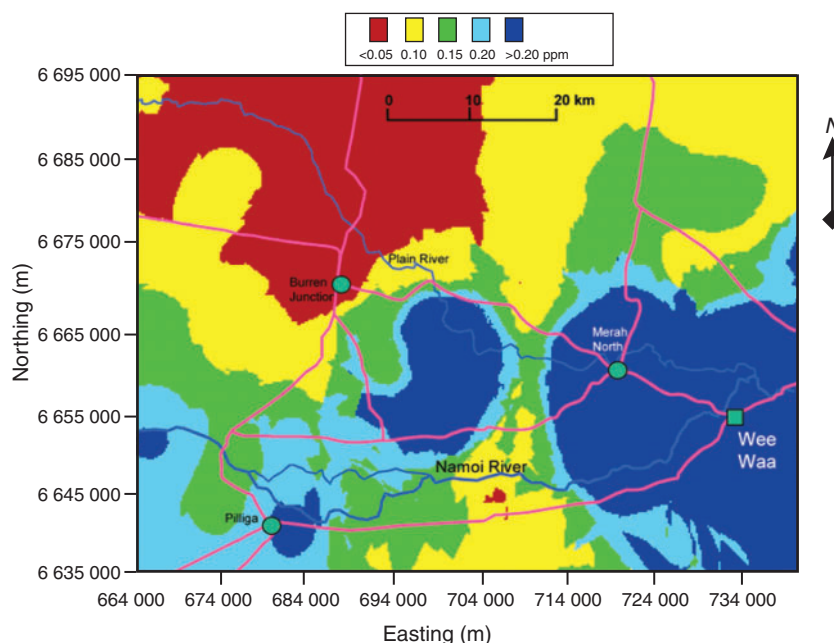 <0.05 0.10 0.15 0.20 >0.20 ppm
6 695 000
0 10 20 km
N
6 685 000
6 675 000
Plain River
Burren
Junction
6 665 000
Merah
North
Northing (m)
6 655 000
Wee
Waa
Namoi River
6 645 000
Pilliga
6 635 000
664 000 674 000 684 000 694 000 704 000 714 000 724 000 734 000
Easting (m)